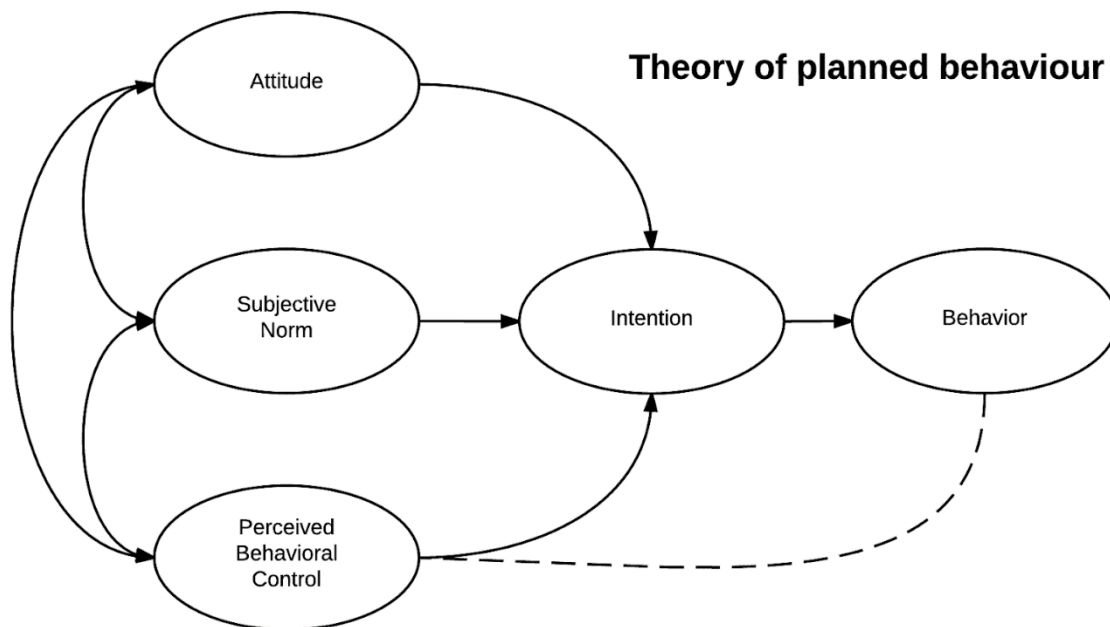 Theory of planned behaviour
Attitude
Subjective
Norm
Intention
Behavior
Perceived
Behavioral
Control